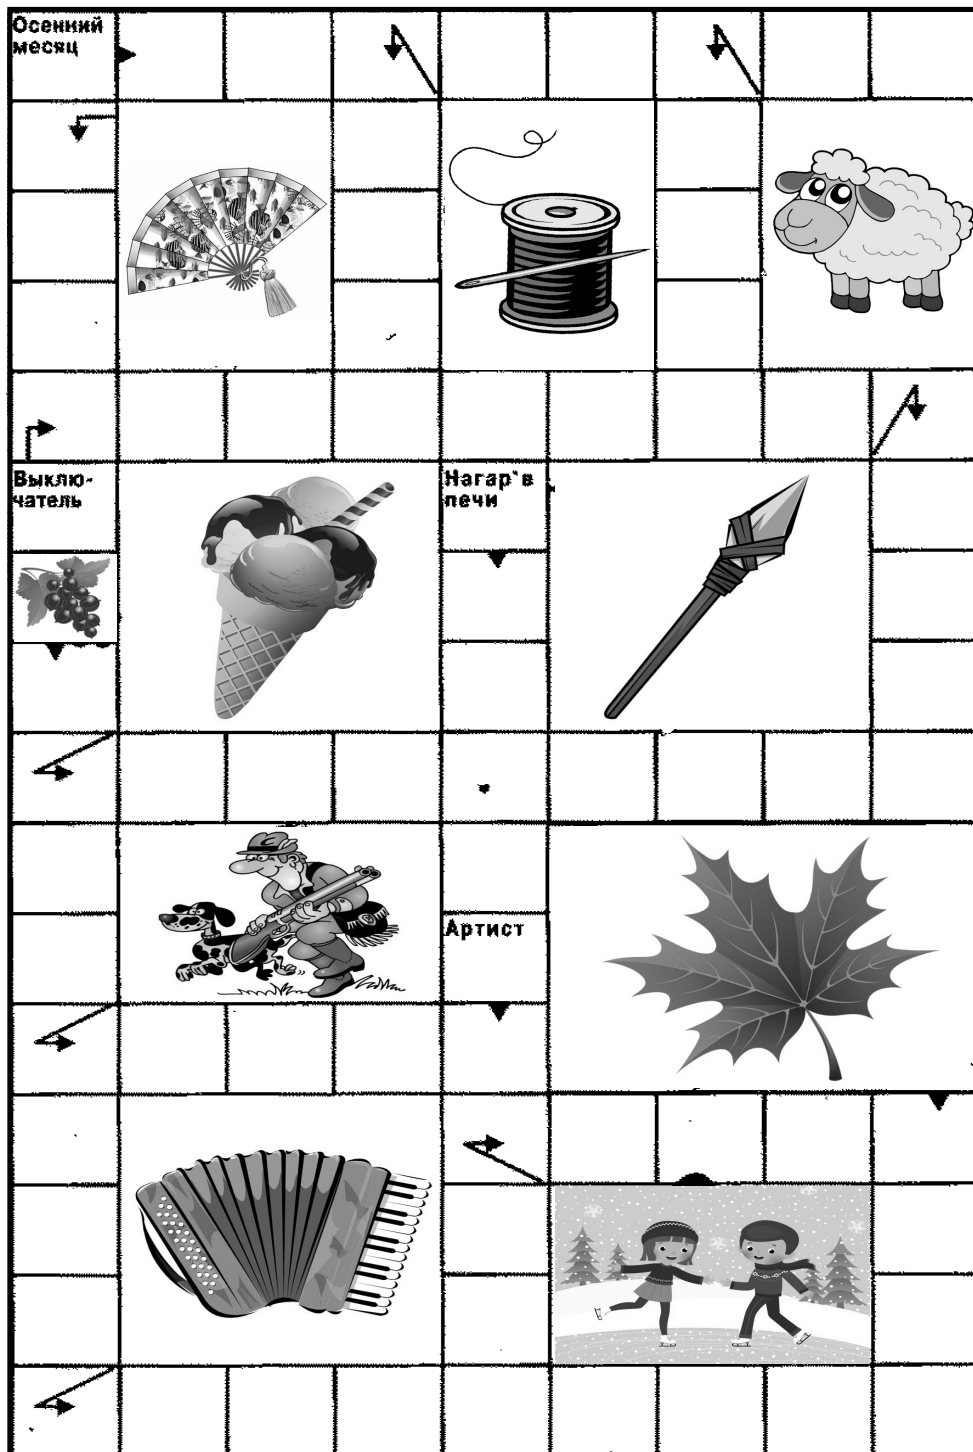 Осенний
месяц
Выклю-
чатель
Нагар в
печи
Артист